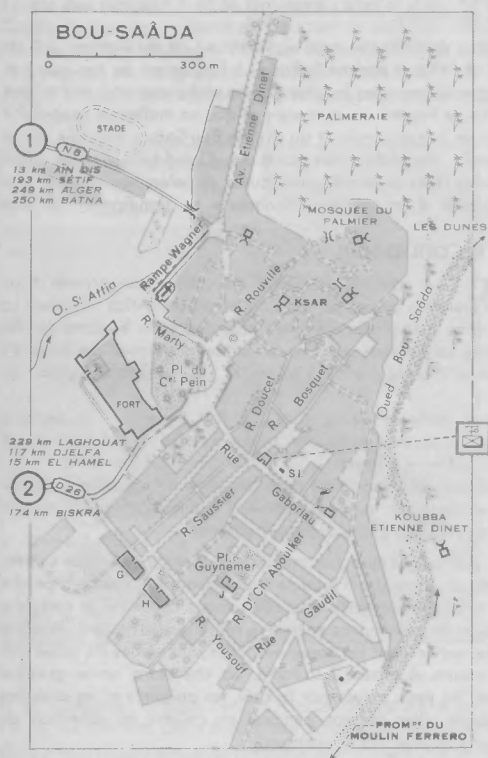 BOU-SAÂDA
0 300 m
STADE
1
N 8
13 km AÏN DIS
193 km SÉTIF
249 km ALGER
250 km BATNA
Av. Etienne Dinet
PALMERAIE
MOSQUÉE DU
PALMIER
LES DUNES
Rampe Wagner
O. S! Attia
R. Rouville
KSAR
R. Marty
Oued Bou Saâda
Pl. du
Cel Pein
FORT
R. Doucet
R. Bosquet
229 km LAGHOUAT
117 km DJELFA
15 km EL HAMEL
2
D 26
174 km BISKRA
Rue Gaboriau
S.I.
R. Saussier
KOUBBA
ETIENNE DINET
Pl. Guynemer
R. Dr Ch. Aboulker
G
H
J
R. Yousouf
Rue Gaudil
PROMde DU
MOULIN FERRERO